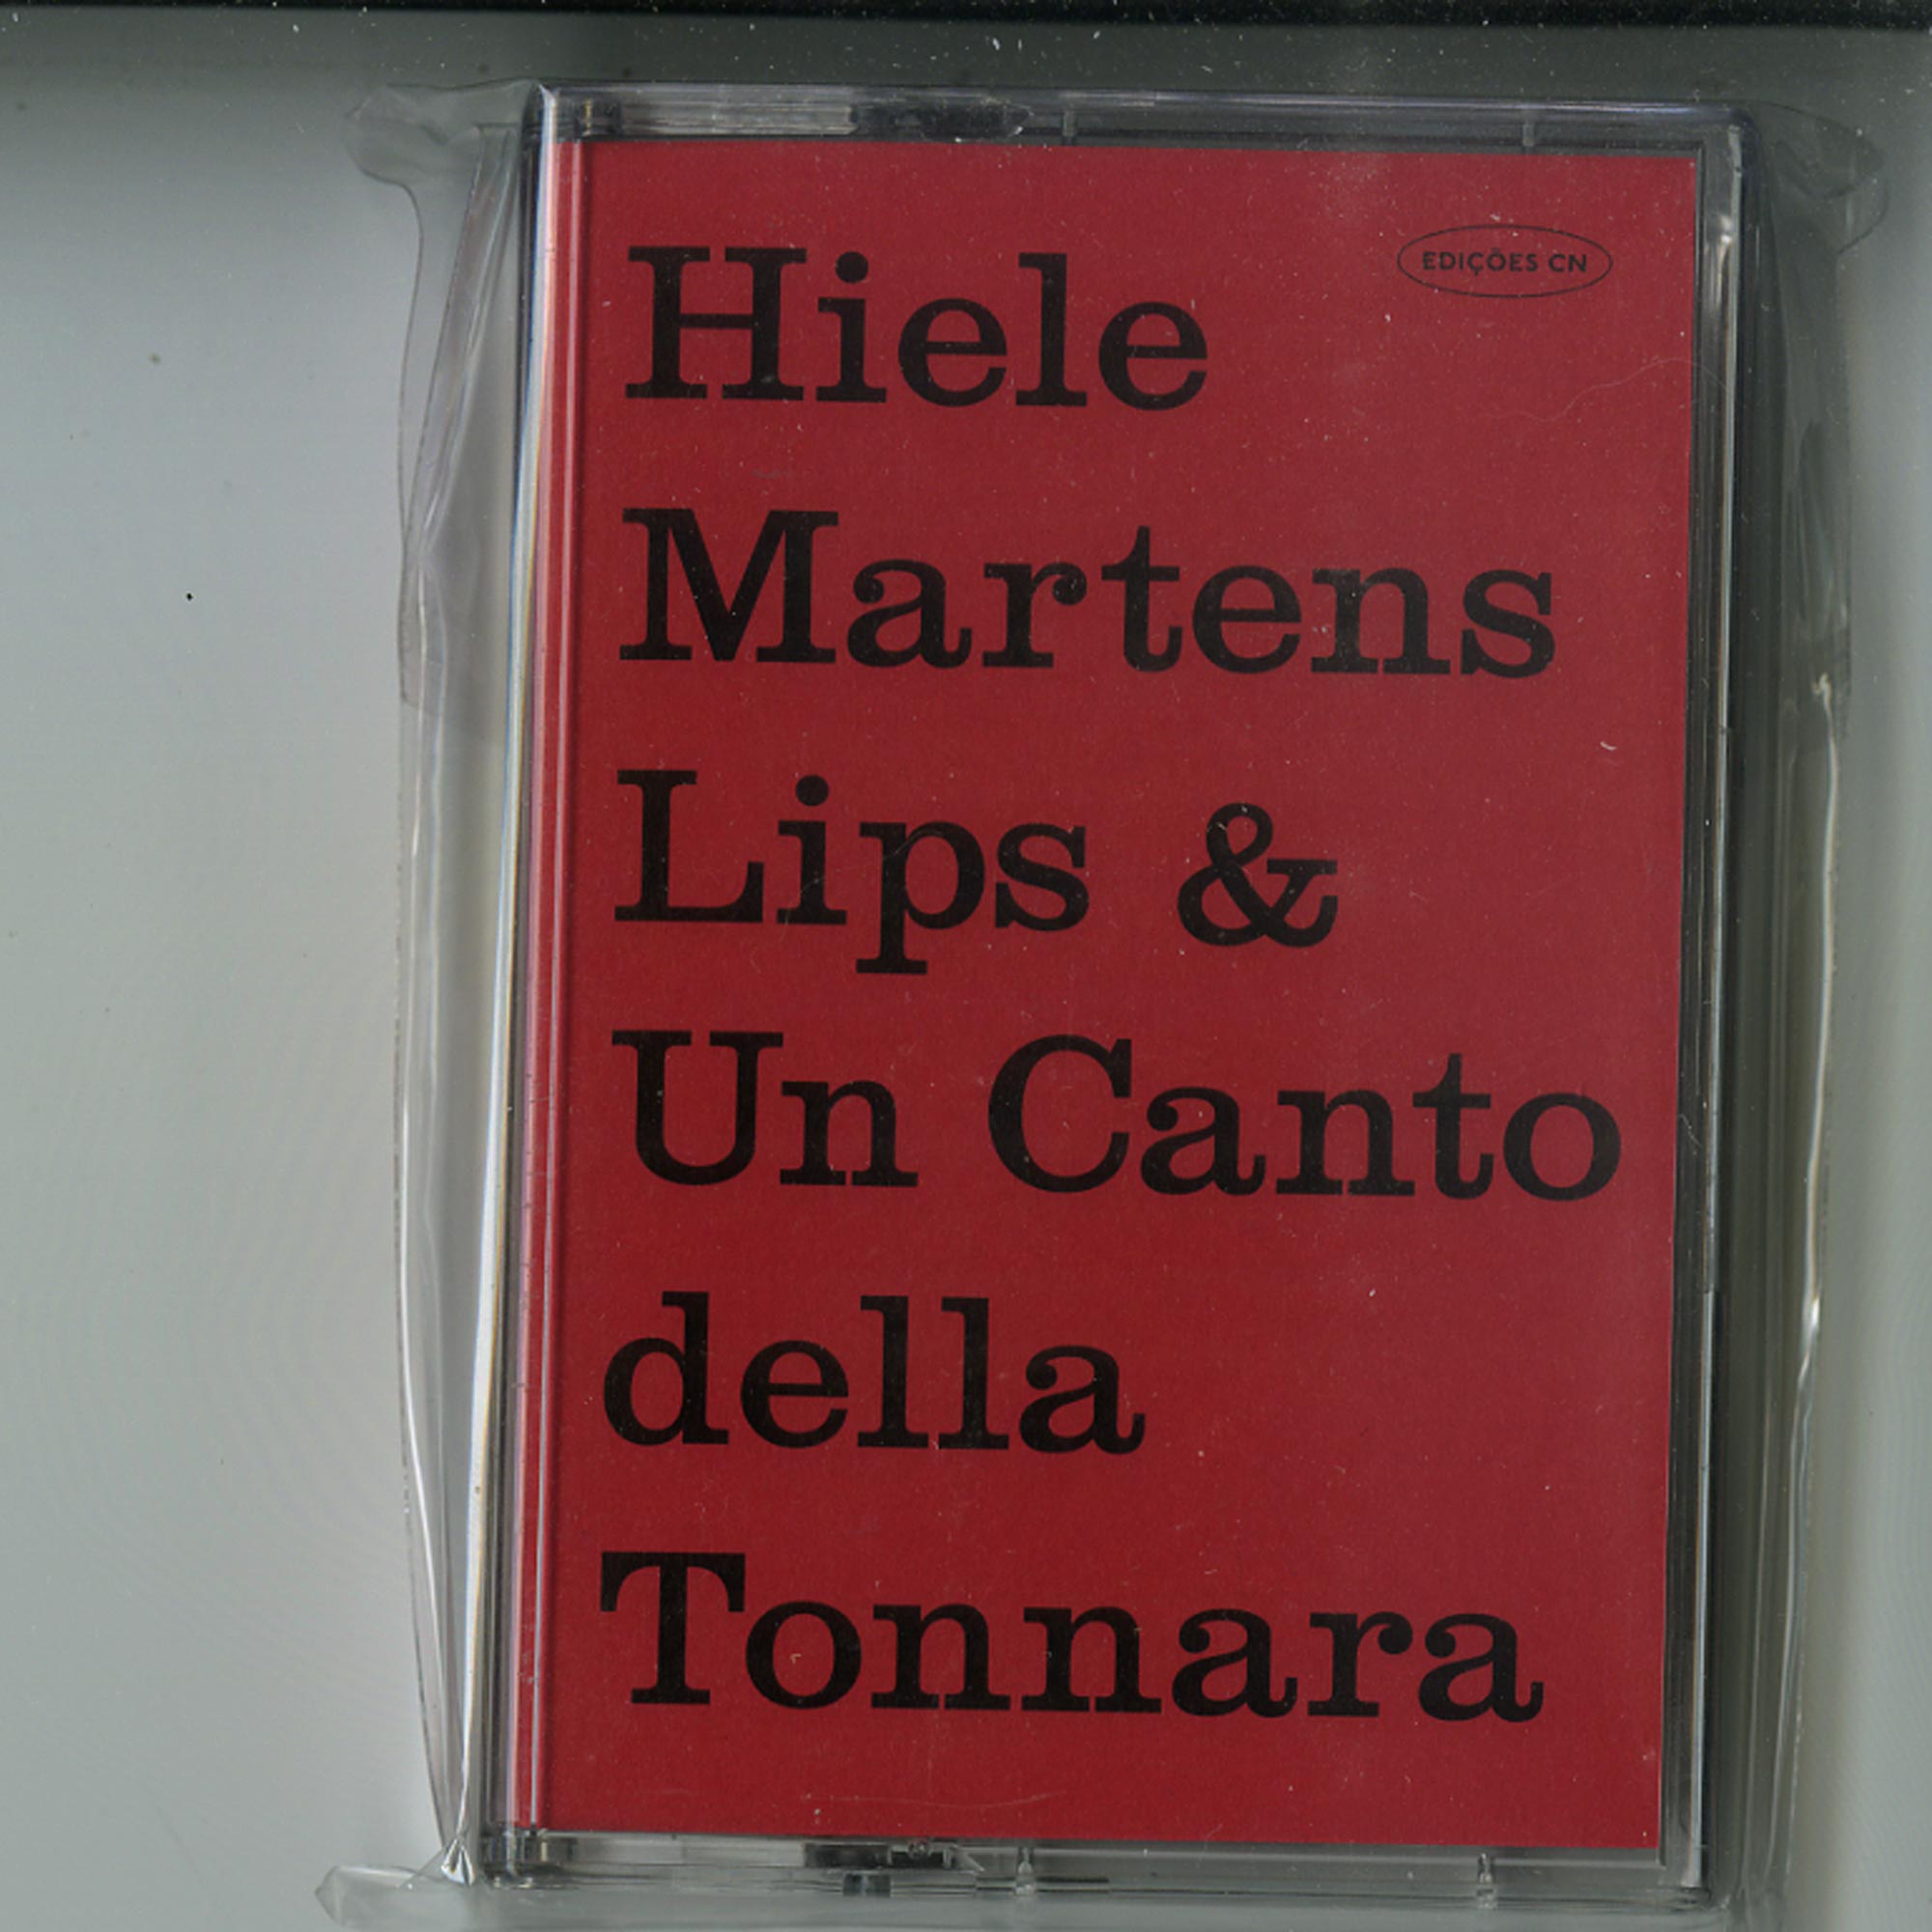 EDIÇÕES CN
Hiele
Martens
Lips &
Un Canto
della
Tonnara